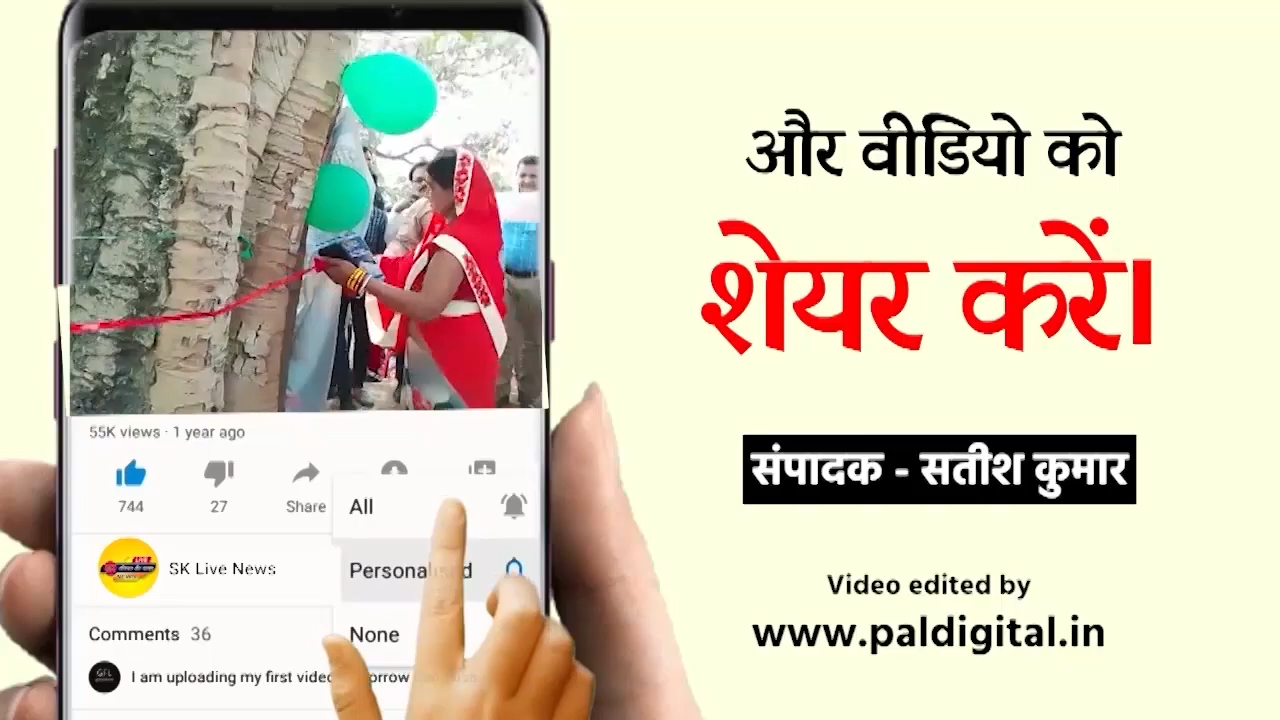 55K views · 1 year ago
744
27
Share
All
SK Live News
Comments 36
None
I am uploading my first
और वीडियो को
शेयर करें।
संपादक - सतीश कुमार
Video edited by
www.paldigital.in